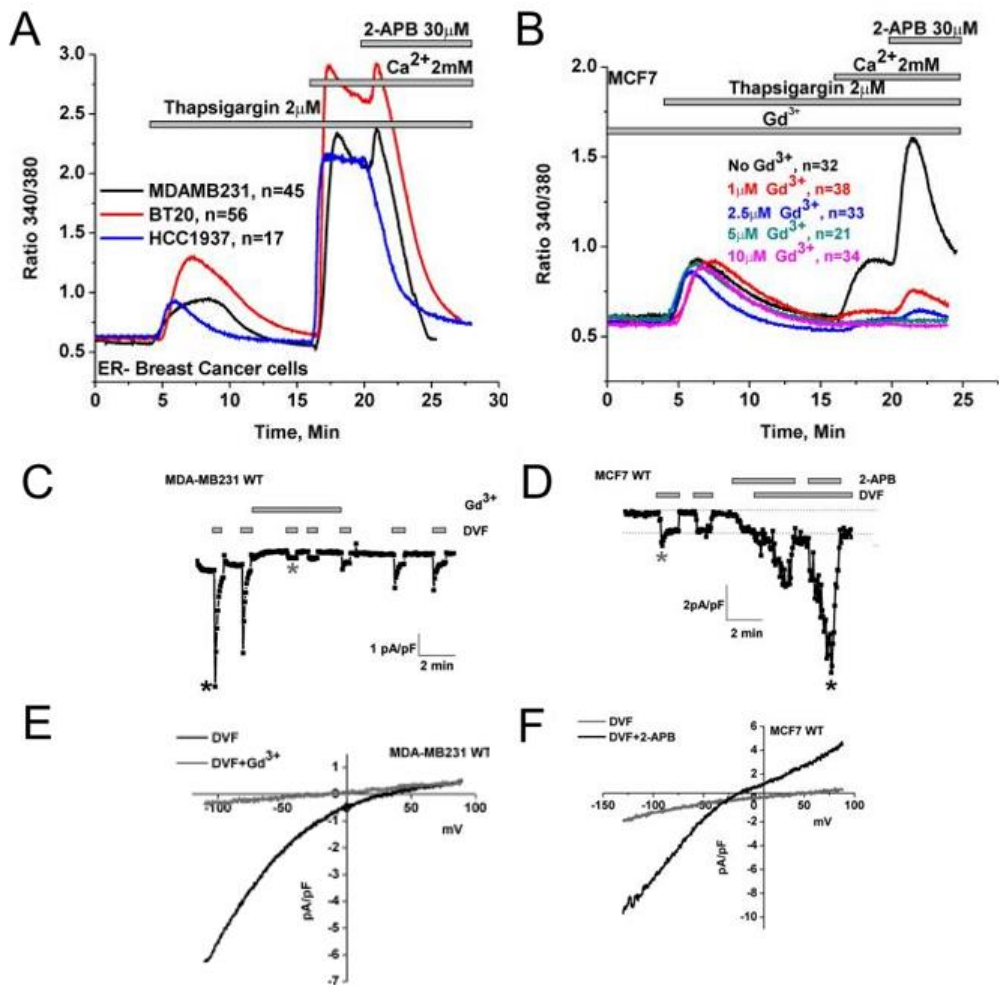 A
2-APB 30μM
Ca2+ 2mM
Thapsigargin 2μM
MDAMB231, n=45
BT20, n=56
HCC1937, n=17
ER- Breast Cancer cells
Ratio 340/380
3.0
2.5
2.0
1.5
1.0
0.5
0 5 10 15 20 25 30
Time, Min
B
2-APB 30μM
Ca2+ 2mM
MCF7
Thapsigargin 2μM
Gd3+
No Gd3+, n=32
1μM Gd3+, n=38
2.5μM Gd3+, n=33
5μM Gd3+, n=21
10μM Gd3+, n=34
Ratio 340/380
2.0
1.5
1.0
0.5
0 5 10 15 20 25
Time, Min
C
MDA-MB231 WT
Gd3+
DVF
*
*
1 pA/pF
2 min
D
MCF7 WT
2-APB
DVF
*
*
2pA/pF
2 min
E
DVF
DVF+Gd3+
MDA-MB231 WT
1
0
-1
-2
-3
-4
-5
-6
-7
-100 -50 50 100
mV
pA/pF
F
DVF
DVF+2-APB
MCF7 WT
6
4
2
0
-2
-4
-6
-8
-10
-150 -100 -50 0 50 100
mV
pA/pF